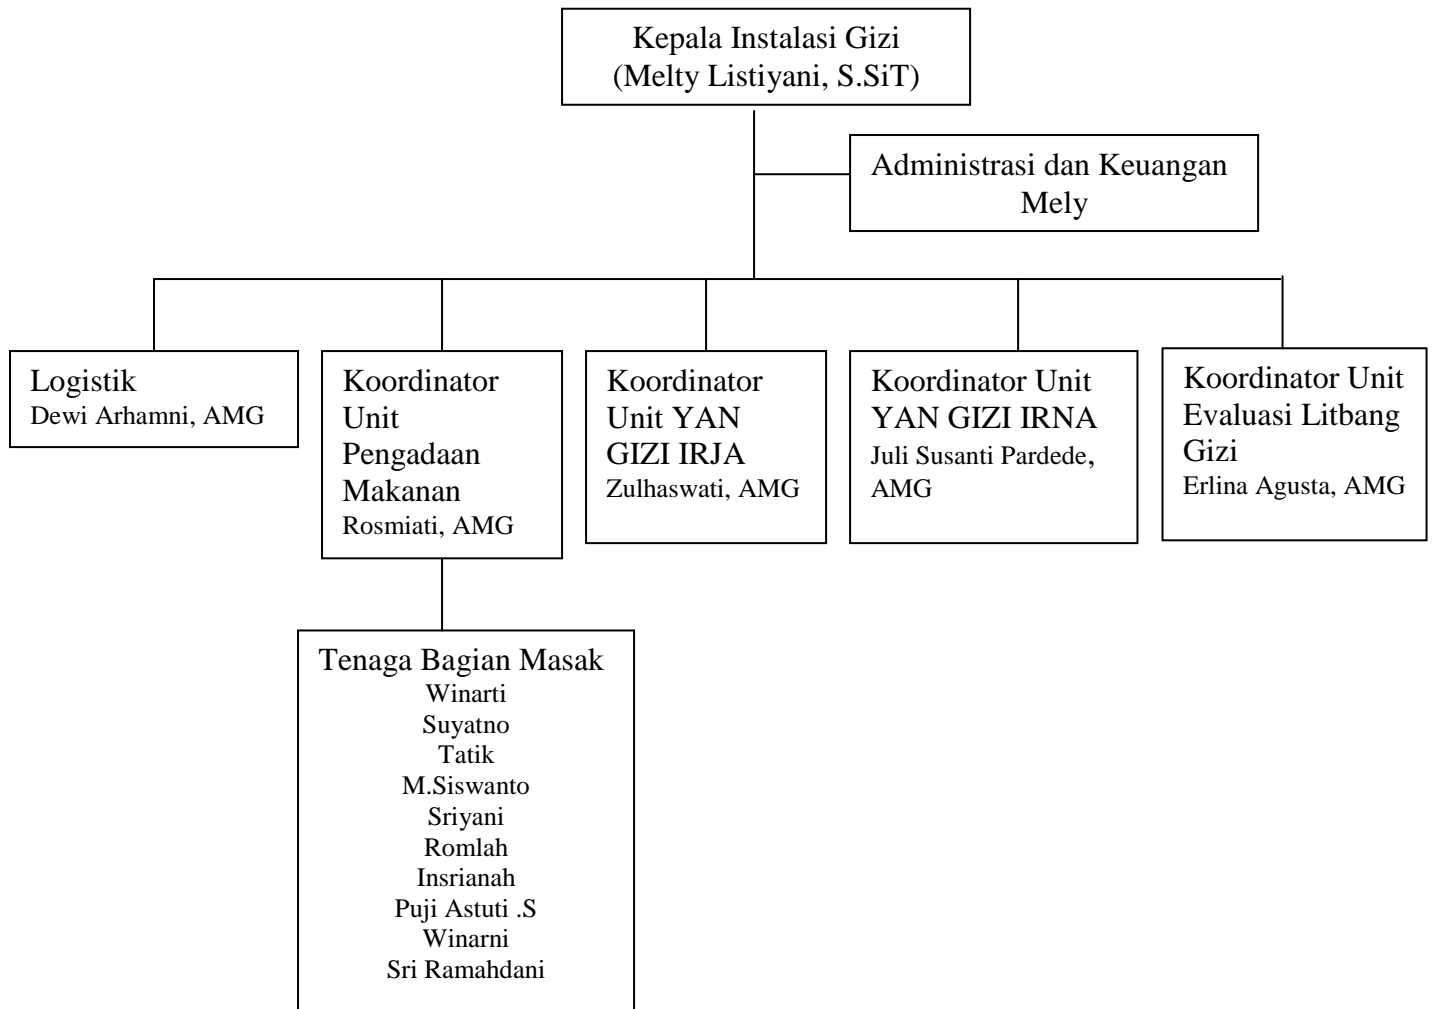 Kepala Instalasi Gizi
(Melty Listiyani, S.SiT)
Administrasi dan Keuangan
Mely
Logistik
Dewi Arhamni, AMG
Koordinator
Unit
Pengadaan
Makanan
Rosmiati, AMG
Koordinator
Unit YAN
GIZI IRJA
Zulhaswati, AMG
Koordinator Unit
YAN GIZI IRNA
Juli Susanti Pardede,
AMG
Koordinator Unit
Evaluasi Litbang
Gizi
Erlina Agusta, AMG
Tenaga Bagian Masak
Winarti
Suyatno
Tatik
M.Siswanto
Sriyani
Romlah
Insrianah
Puji Astuti .S
Winarni
Sri Ramahdani